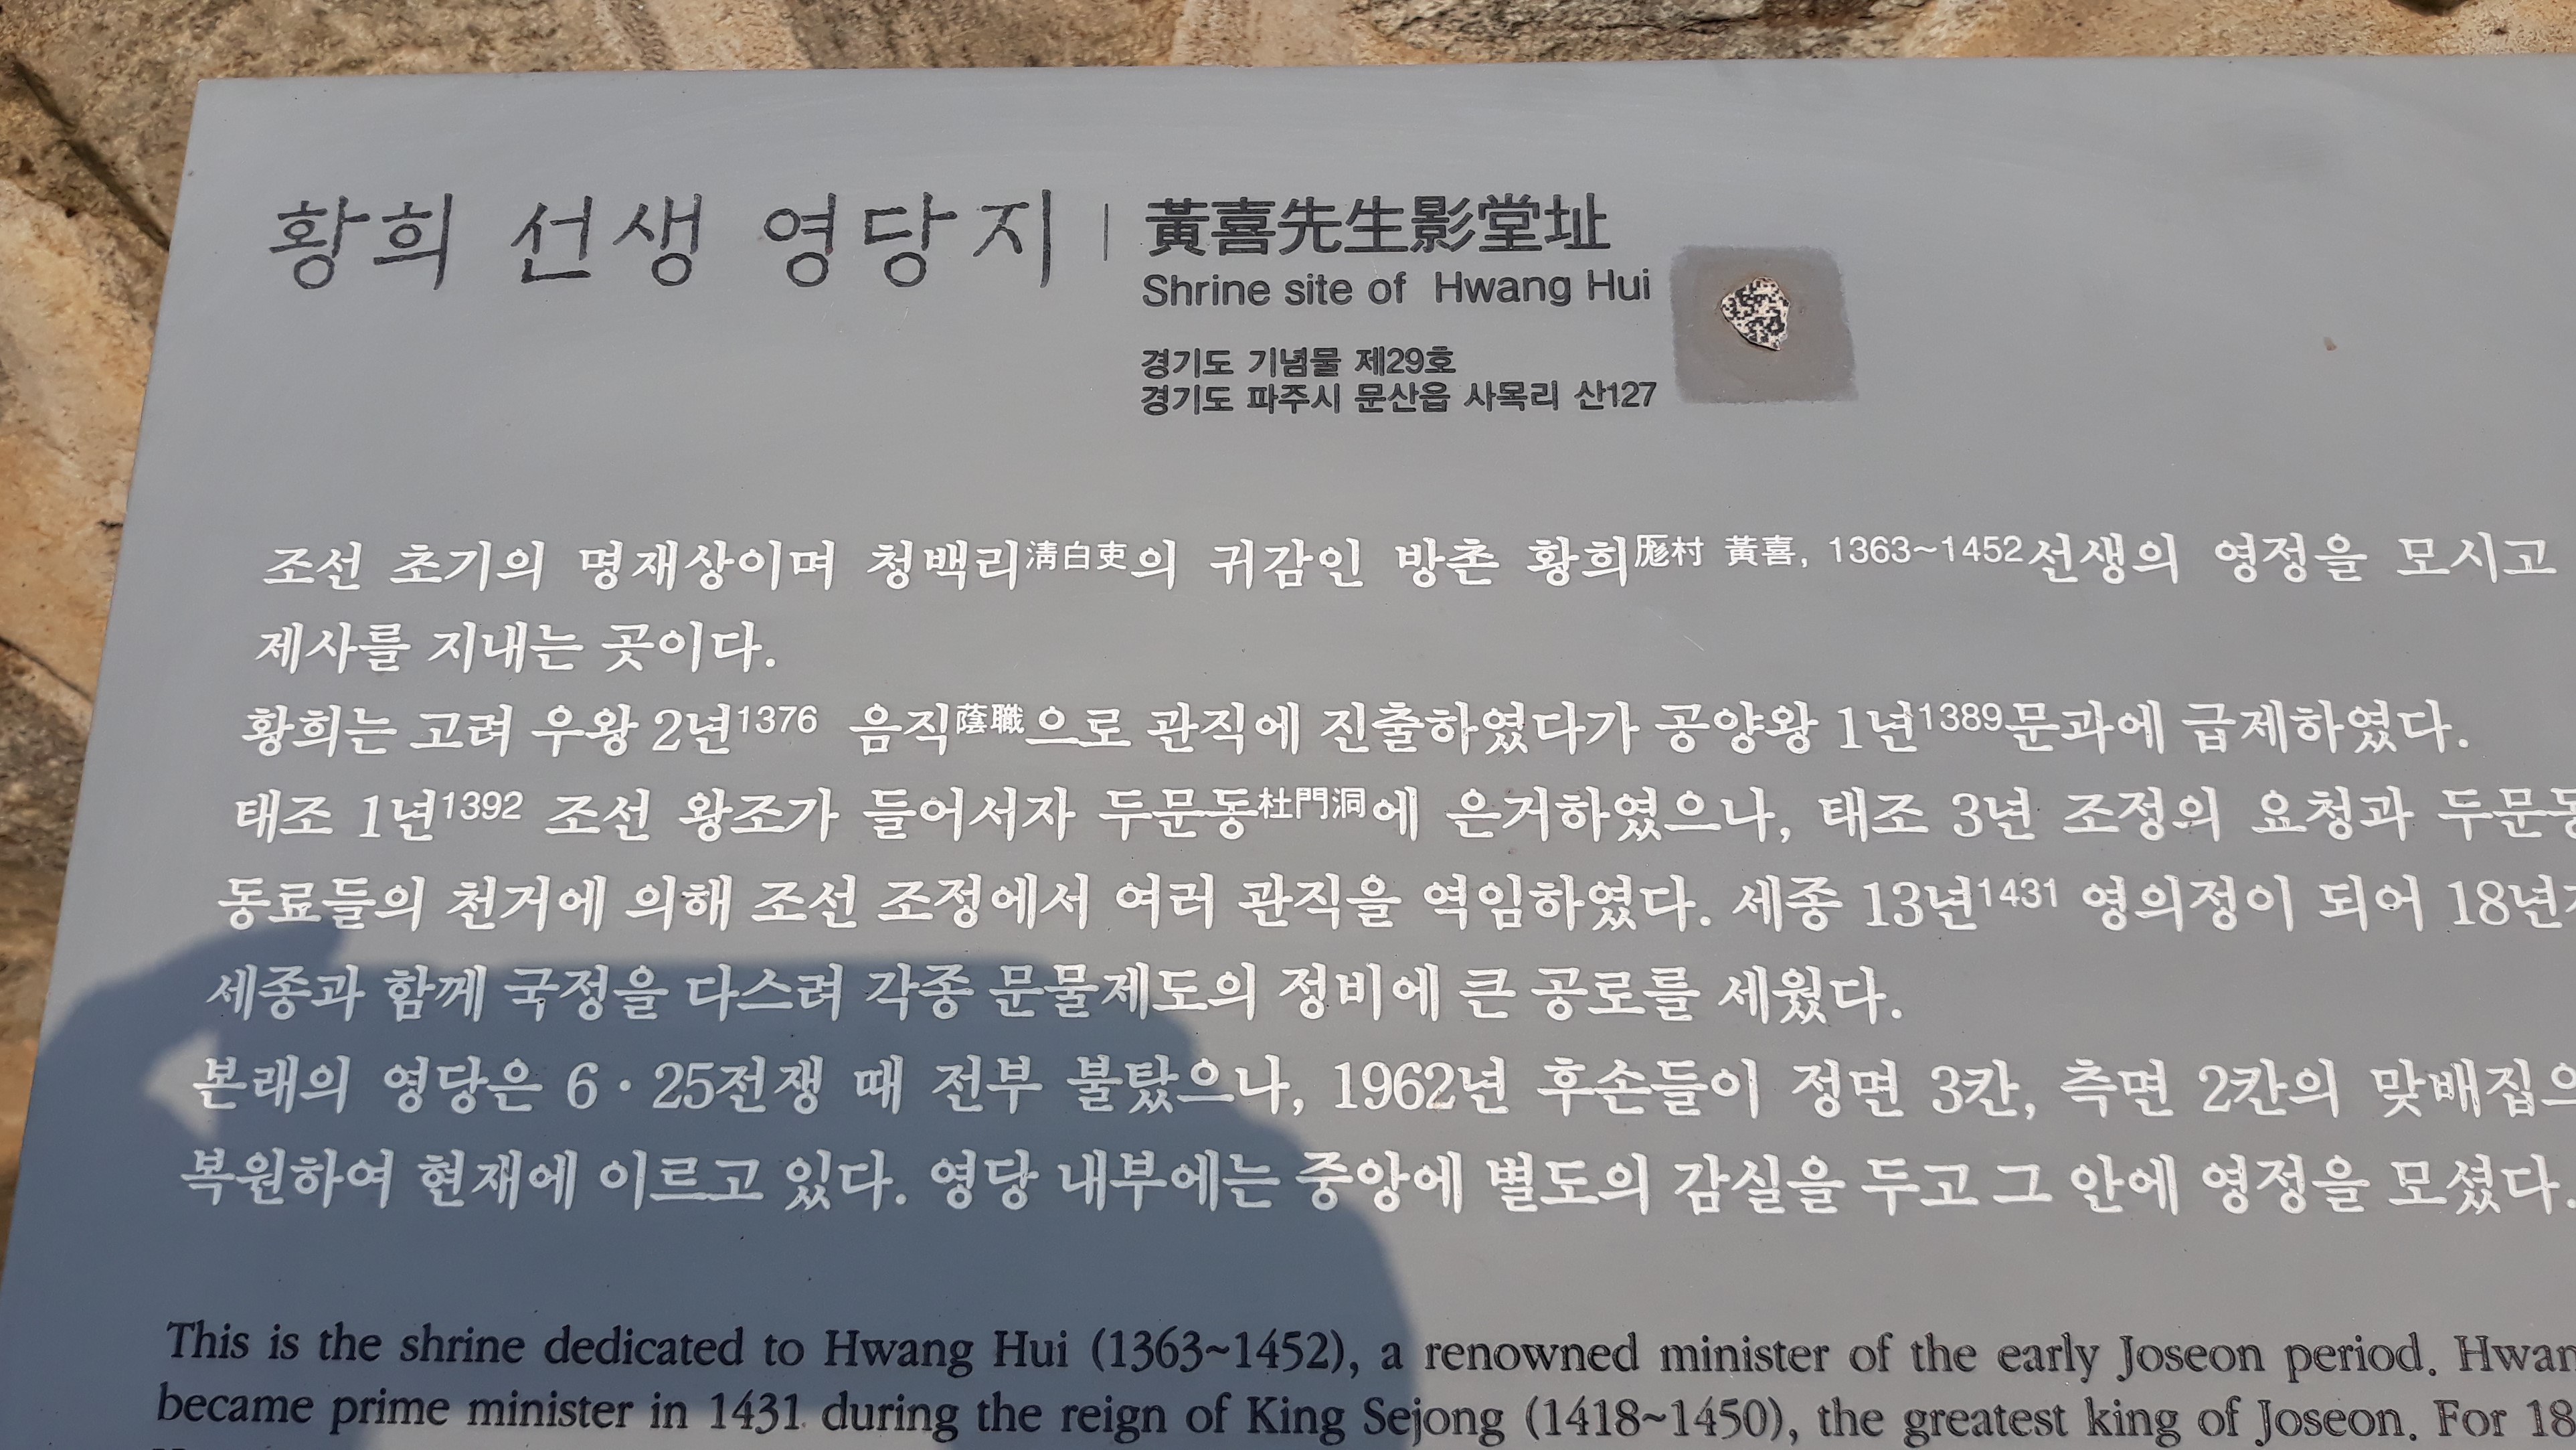 황희 선생 영당지
黃喜先生影堂址
Shrine site of Hwang Hui
경기도 기념물 제29호
경기도 파주시 문산읍 사목리 산127
조선 초기의 명재상이며 청백리淸白吏의 귀감인 방촌 황희厖村 黃喜, 1363~1452선생의 영정을 모시고
제사를 지내는 곳이다.
황희는 고려 우왕 2년1376 음직蔭職으로 관직에 진출하였다가 공양왕 1년1389문과에 급제하였다.
태조 1년1392 조선 왕조가 들어서자 두문동杜門洞에 은거하였으나, 태조 3년 조정의 요청과 두문동
동료들의 천거에 의해 조선 조정에서 여러 관직을 역임하였다. 세종 13년1431 영의정이 되어 18년
세종과 함께 국정을 다스려 각종 문물제도의 정비에 큰 공로를 세웠다.
본래의 영당은 6·25전쟁 때 전부 불탔으나, 1962년 후손들이 정면 3칸, 측면 2칸의 맞배집으
복원하여 현재에 이르고 있다. 영당 내부에는 중앙에 별도의 감실을 두고 그 안에 영정을 모셨다.
This is the shrine dedicated to Hwang Hui (1363~1452), a renowned minister of the early Joseon period. Hwan
became prime minister in 1431 during the reign of King Sejong (1418~1450), the greatest king of Joseon. For 18